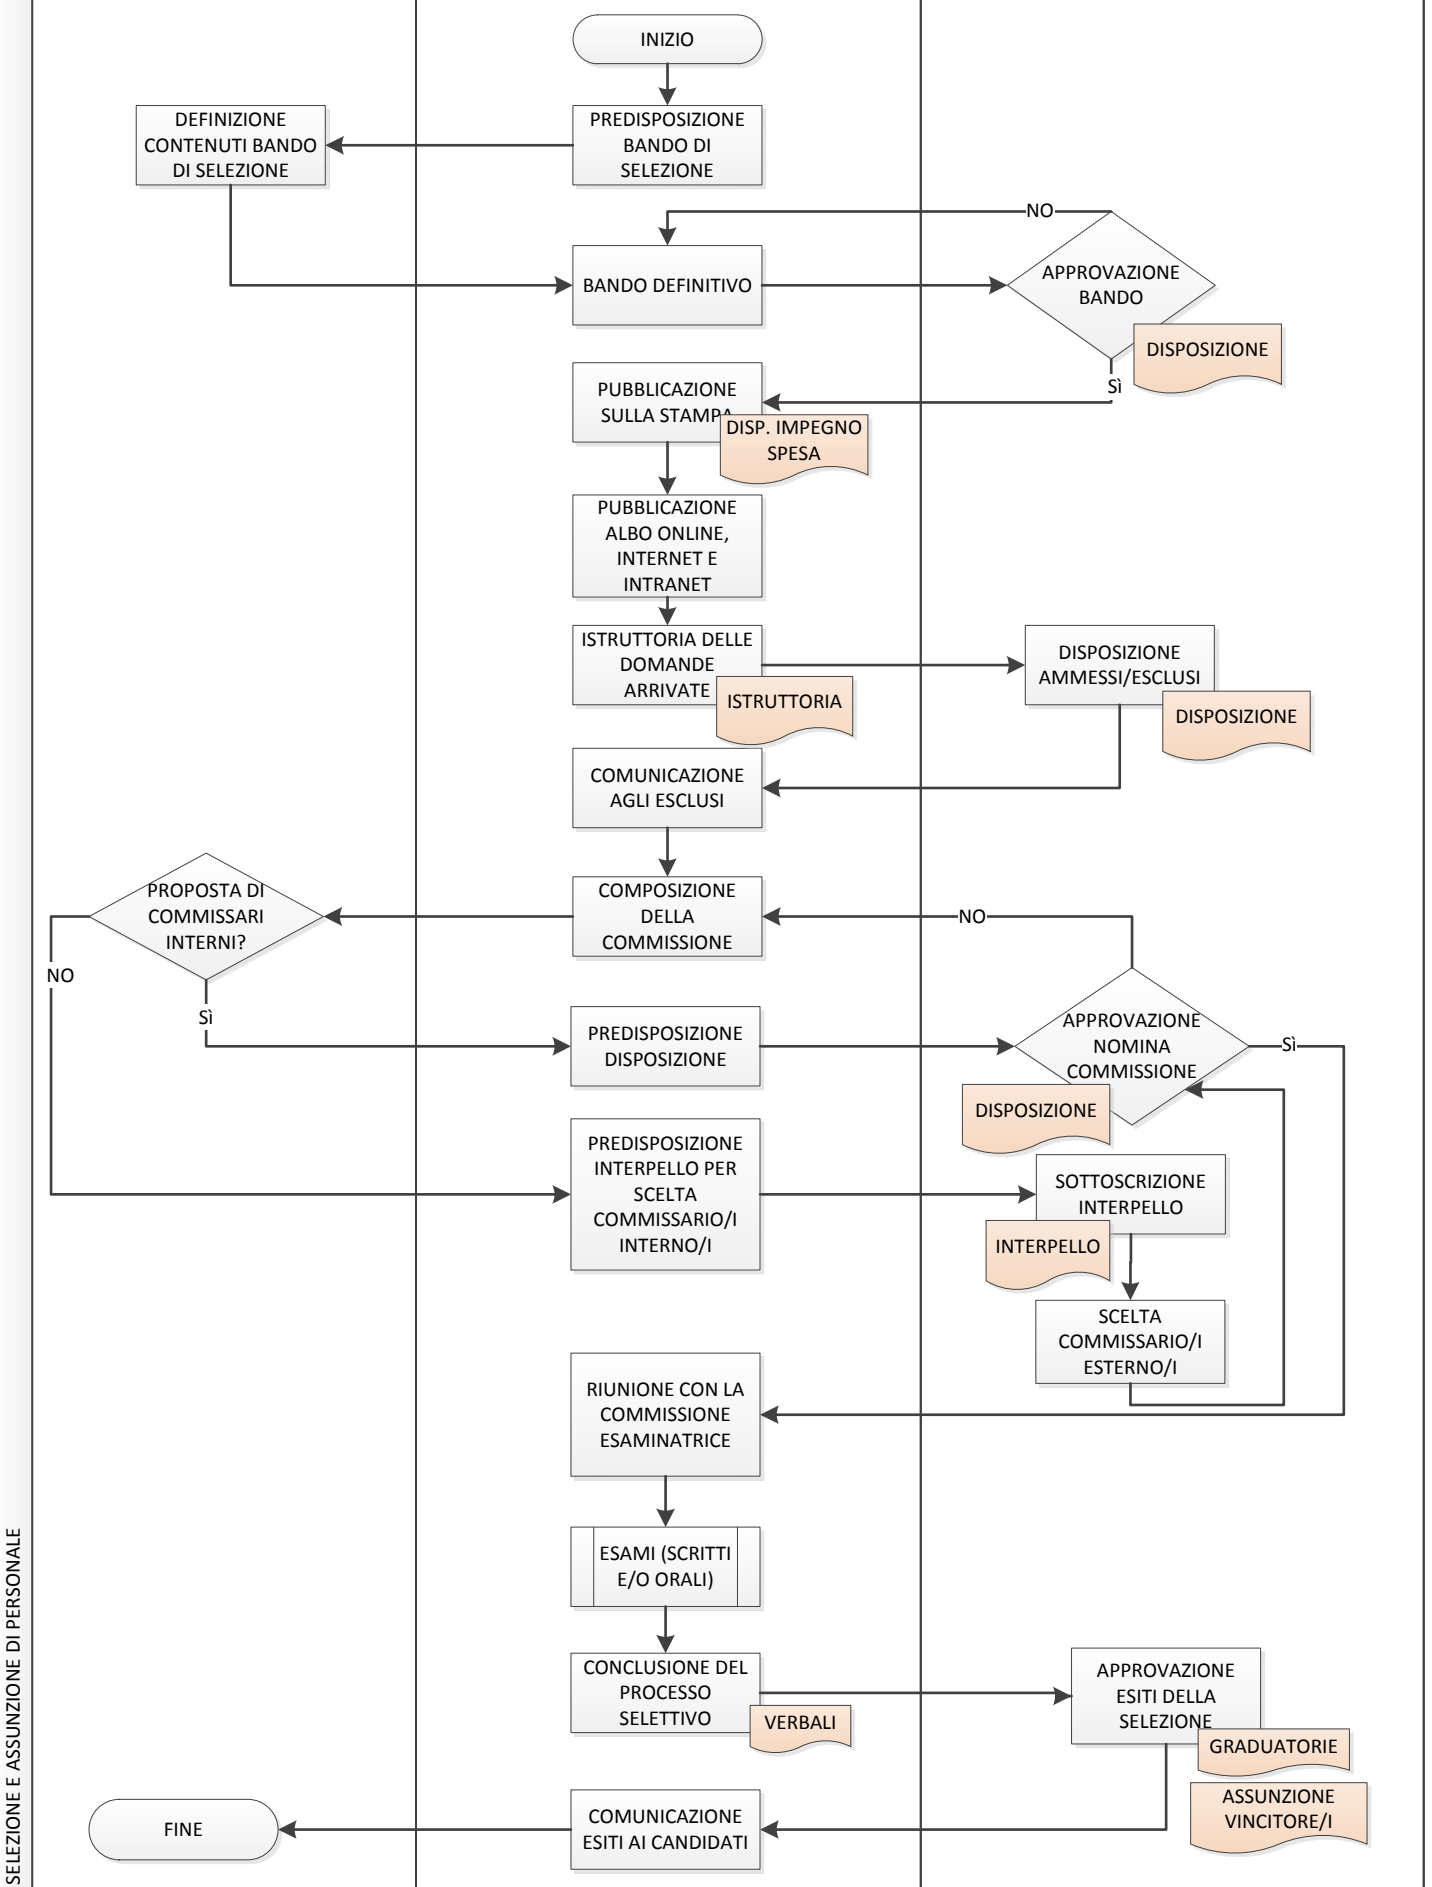 INIZIO
DEFINIZIONE
CONTENUTI BANDO
DI SELEZIONE
PREDISPOSIZIONE
BANDO DI
SELEZIONE
NO
BANDO DEFINITIVO
APPROVAZIONE
BANDO
DISPOSIZIONE
Sì
PUBBLICAZIONE
SULLA STAMPA
DISP. IMPEGNO
SPESA
PUBBLICAZIONE
ALBO ONLINE,
INTERNET E
INTRANET
ISTRUTTORIA DELLE
DOMANDE
ARRIVATE
ISTRUTTORIA
DISPOSIZIONE
AMMESSI/ESCLUSI
DISPOSIZIONE
COMUNICAZIONE
AGLI ESCLUSI
PROPOSTA DI
COMMISSARI
INTERNI?
COMPOSIZIONE
DELLA
COMMISSIONE
NO
NO
Sì
PREDISPOSIZIONE
DISPOSIZIONE
APPROVAZIONE
NOMINA
COMMISSIONE
Sì
DISPOSIZIONE
PREDISPOSIZIONE
INTERPELLO PER
SCELTA
COMMISSARIO/I
INTERNO/I
SOTTOSCRIZIONE
INTERPELLO
INTERPELLO
SCELTA
COMMISSARIO/I
ESTERNO/I
RIUNIONE CON LA
COMMISSIONE
ESAMINATRICE
ESAMI (SCRITTI
E/O ORALI)
CONCLUSIONE DEL
PROCESSO
SELETTIVO
VERBALI
APPROVAZIONE
ESITI DELLA
SELEZIONE
GRADUATORIE
ASSUNZIONE
VINCITORE/I
COMUNICAZIONE
ESITI AI CANDIDATI
FINE
SELEZIONE E ASSUNZIONE DI PERSONALE